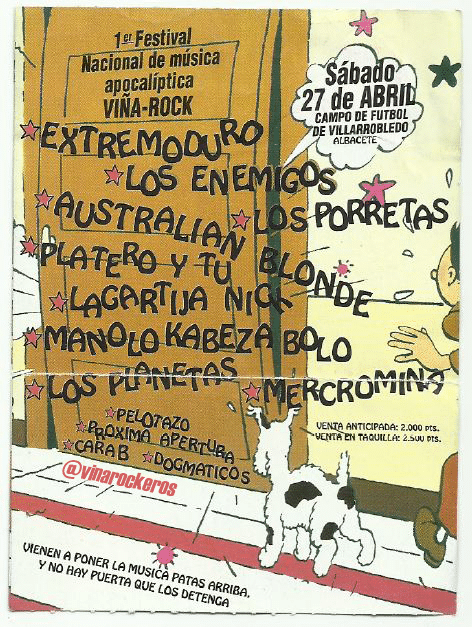 1er Festival
Nacional de música
apocalíptica
VIÑA-ROCK
Sábado
27 de ABRIL
CAMPO DE FUTBOL
DE VILLARROBLEDO
ALBACETE
EXTREMODURO
LOS ENEMIGOS
AUSTRALIAN BLONDE
LOS PORRETAS
PLATERO Y TU
LAGARTIJA NICK
MANOLO KABEZA BOLO
LOS PLANETAS
MERCROMINA
PELOTAZO
PROXIMA APERTURA
CARA B DOGMATICOS
VENTA ANTICIPADA: 2.000 PTS.
VENTA EN TAQUILLA: 2.500 PTS.
@vinarockeros
VIENEN A PONER LA MUSICA PATAS ARRIBA,
Y NO HAY PUERTA QUE LOS DETENGA